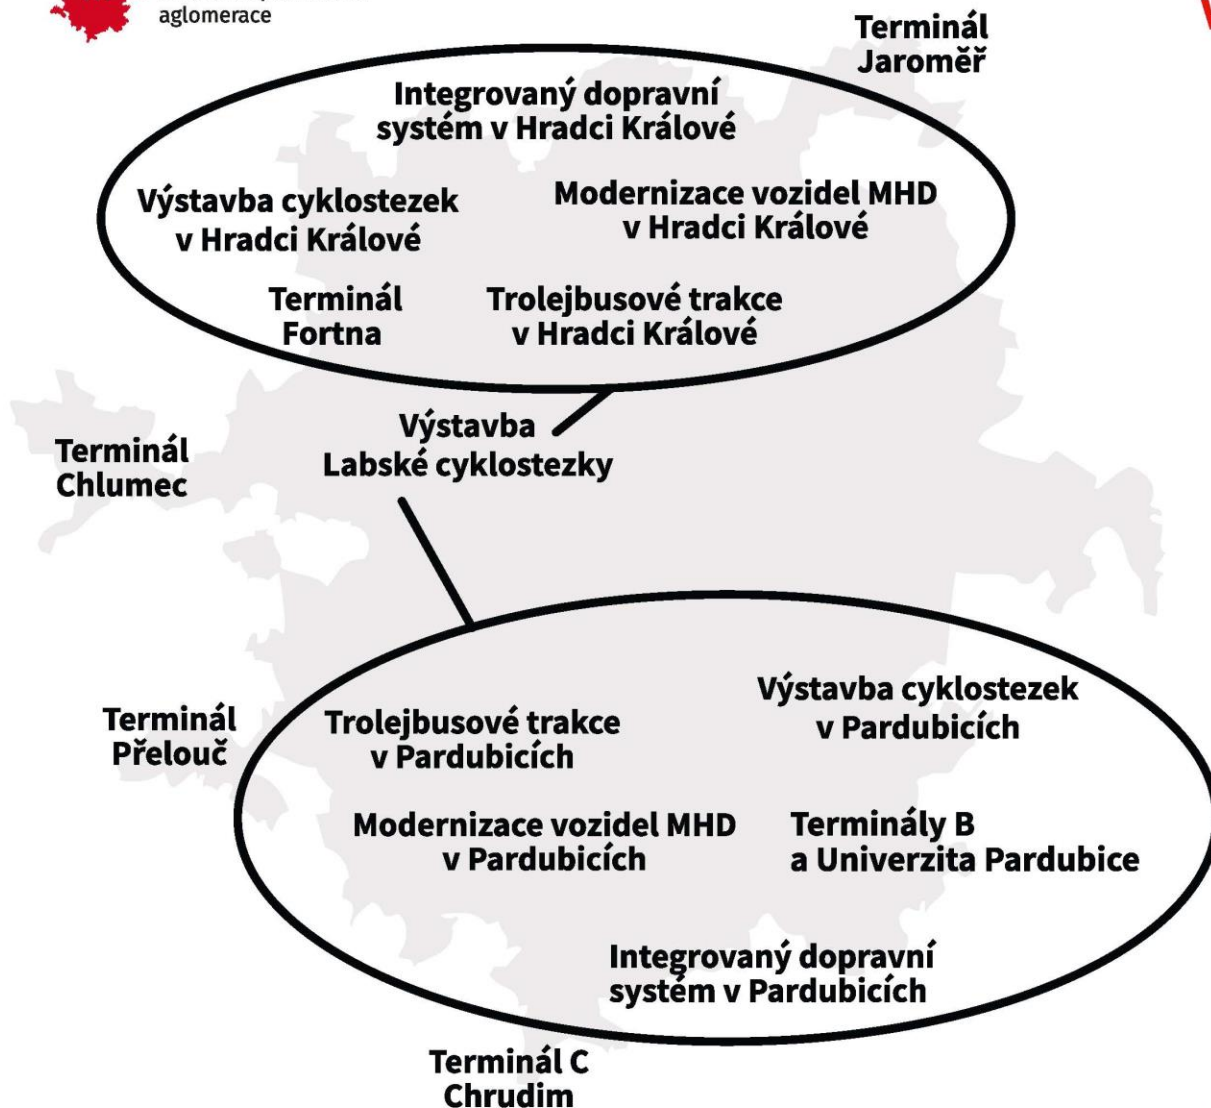 aglomerace
Terminál
Jaroměř
Integrovaný dopravní
systém v Hradci Králové
Výstavba cyklostezek
v Hradci Králové
Modernizace vozidel MHD
v Hradci Králové
Terminál
Fortna
Trolejbusové trakce
v Hradci Králové
Výstavba
Labské cyklostezky
Terminál
Chlumec
Výstavba cyklostezek
v Pardubicích
Terminál
Přelouč
Trolejbusové trakce
v Pardubicích
Modernizace vozidel MHD
v Pardubicích
Terminály B
a Univerzita Pardubice
Integrovaný dopravní
systém v Pardubicích
Terminál C
Chrudim